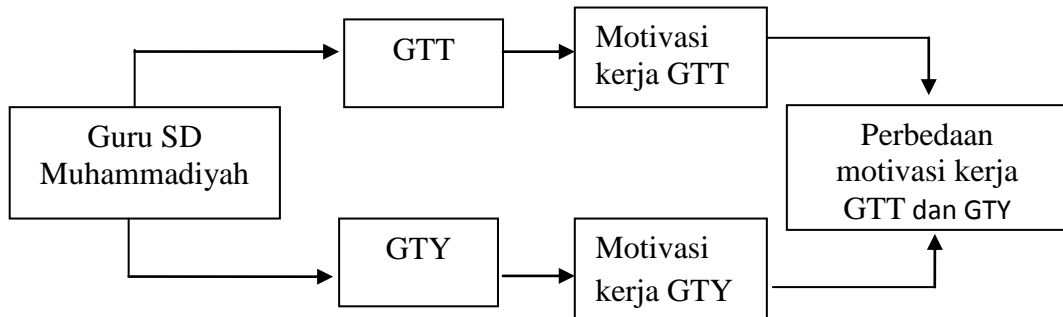 GTT
Motivasi
kerja GTT
Guru SD
Muhammadiyah
Perbedaan
motivasi kerja
GTT dan GTY
GTY
Motivasi
kerja GTY